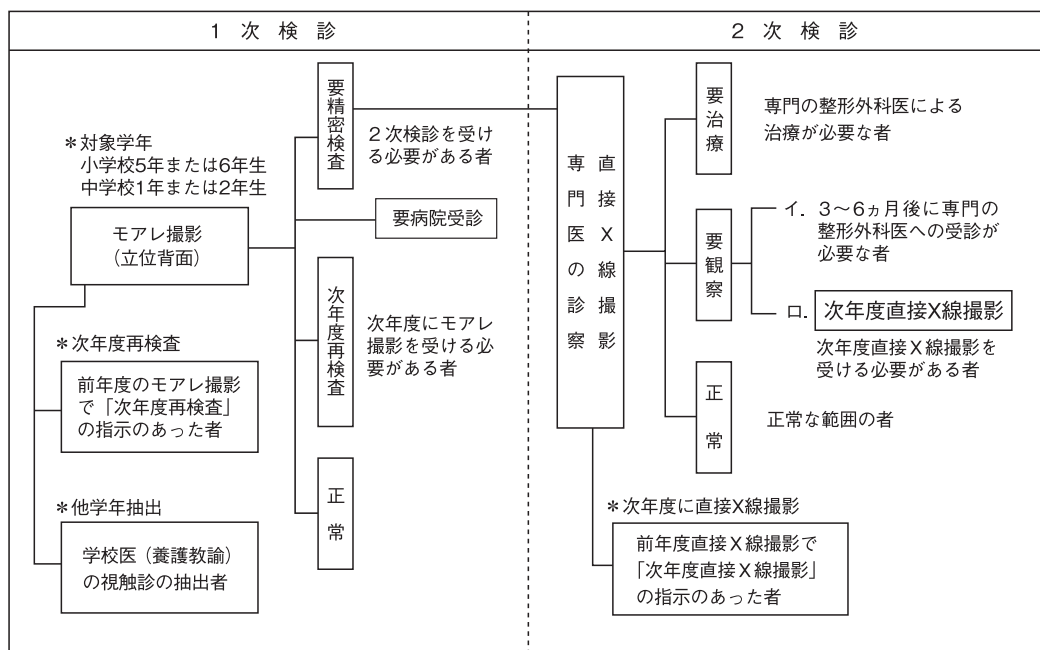 1次検診
＊対象学年
小学校5年または6年生
中学校1年または2年生
モアレ撮影
（立位背面）
＊次年度再検査
前年度のモアレ撮影
で「次年度再検査」
の指示のあった者
＊他学年抽出
学校医（養護教諭）
の視触診の抽出者
要精密検査
2次検診を受け
る必要がある者
要病院受診
次年度再検査
次年度にモアレ
撮影を受ける必
要がある者
正常
2次検診
直接X線撮影
専門医の診察
要治療
専門の整形外科医による
治療が必要な者
要観察
イ．3〜6ヵ月後に専門の
整形外科医への受診が
必要な者
ロ．次年度直接X線撮影
次年度直接X線撮影を
受ける必要がある者
正常
正常な範囲の者
＊次年度に直接X線撮影
前年度直接X線撮影で
「次年度直接X線撮影」
の指示のあった者